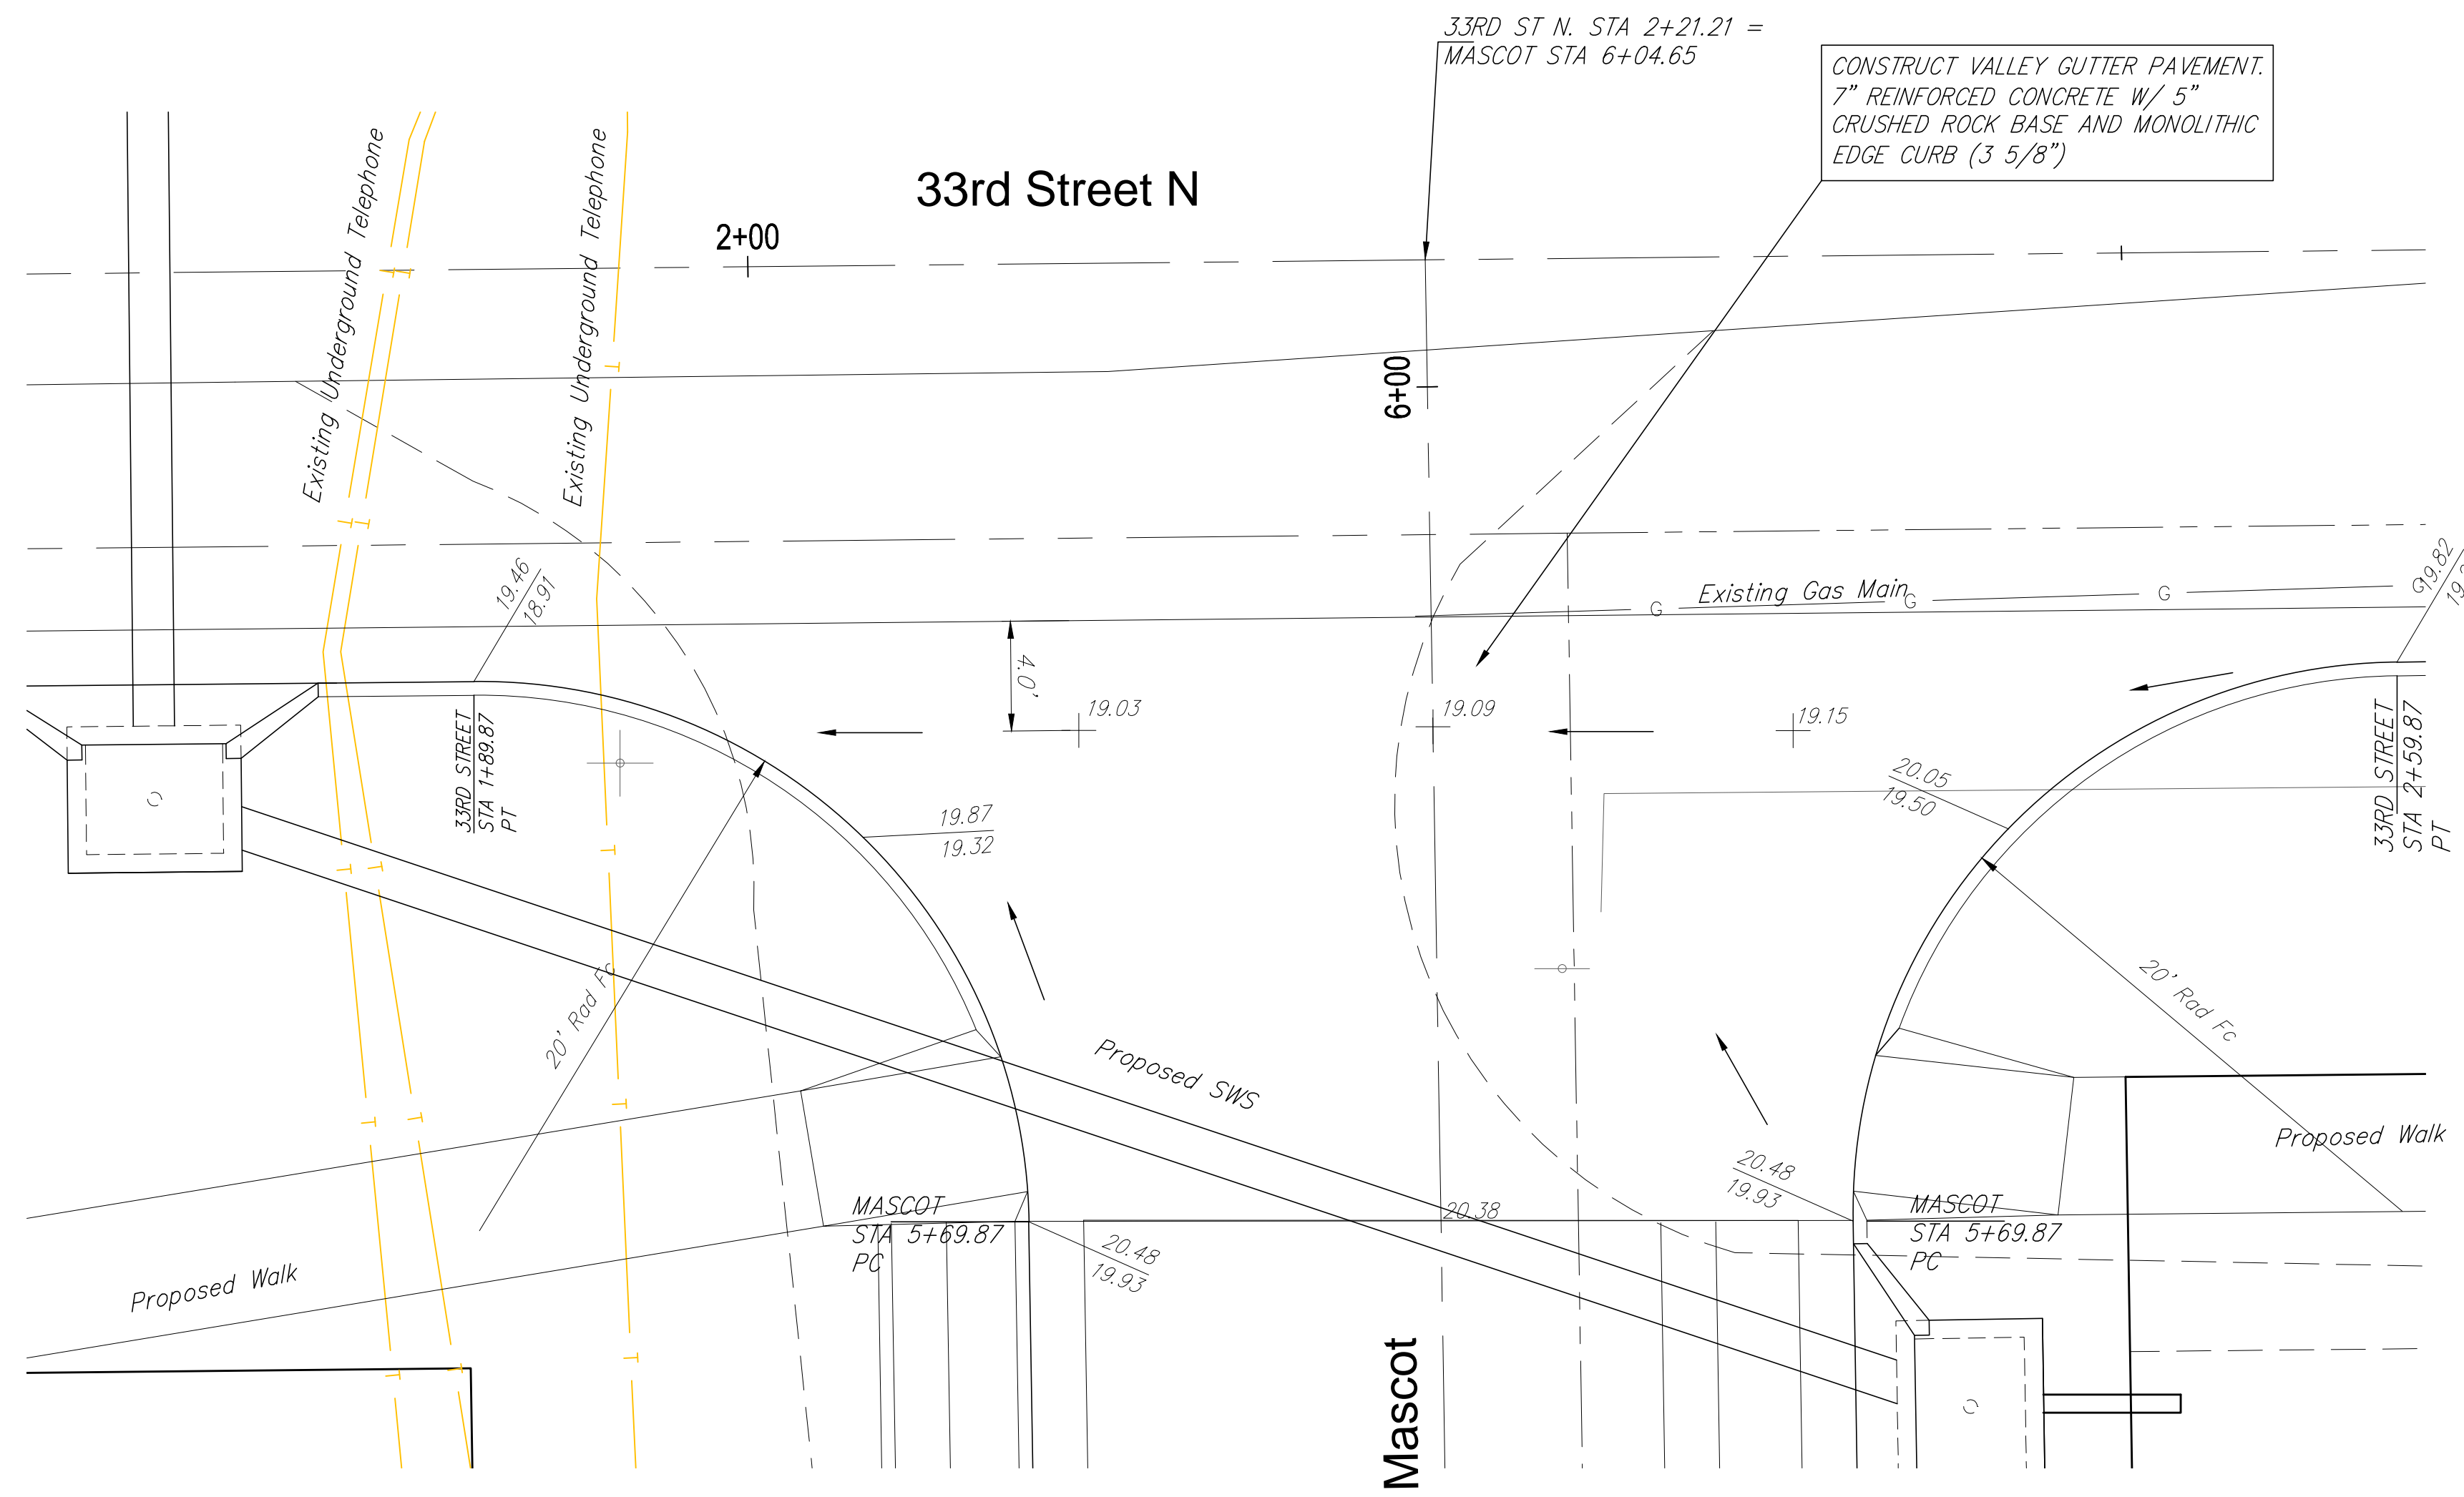 33RD ST N. STA 2+21.21 =
MASCOT STA 6+04.65
CONSTRUCT VALLEY GUTTER PAVEMENT.
7" REINFORCED CONCRETE W/ 5"
CRUSHED ROCK BASE AND MONOLITHIC
EDGE CURB (3 5/8")
33rd Street N
2+00
Existing Underground Telephone
Existing Underground Telephone
6+00
19.46
18.91
Existing Gas Main
G
G
G
G
19.82
4.0'
19.03
19.09
19.15
33RD STREET
STA 1+89.87
PT
33RD STREET
STA 2+59.87
PT
19.87
19.32
20.05
19.50
20' Rad Fc
20' Rad Fc
Proposed SWS
Proposed Walk
20.48
19.93
MASCOT
STA 5+69.87
PC
20.38
MASCOT
STA 5+69.87
PC
20.48
19.93
Proposed Walk
Mascot